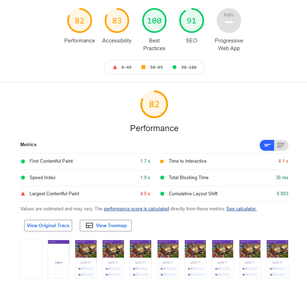 82
83
100
91
PWA
Performance
Accessibility
Best Practices
SEO
Progressive Web App
0–49
50–89
90–100
82
Performance
Metrics
First Contentful Paint
1.7 s
Time to Interactive
4.1 s
Speed Index
1.9 s
Total Blocking Time
30 ms
Largest Contentful Paint
4.5 s
Cumulative Layout Shift
0.003
Values are estimated and may vary. The performance score is calculated directly from these metrics. See calculator.
View Original Trace
View Treemap